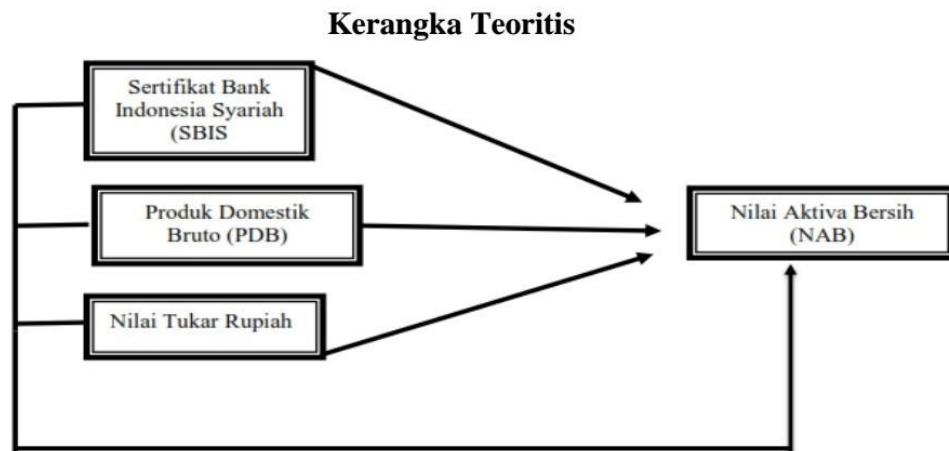 Kerangka Teoritis
Sertifikat Bank
Indonesia Syariah
(SBIS
Produk Domestik
Bruto (PDB)
Nilai Tukar Rupiah
Nilai Aktiva Bersih
(NAB)